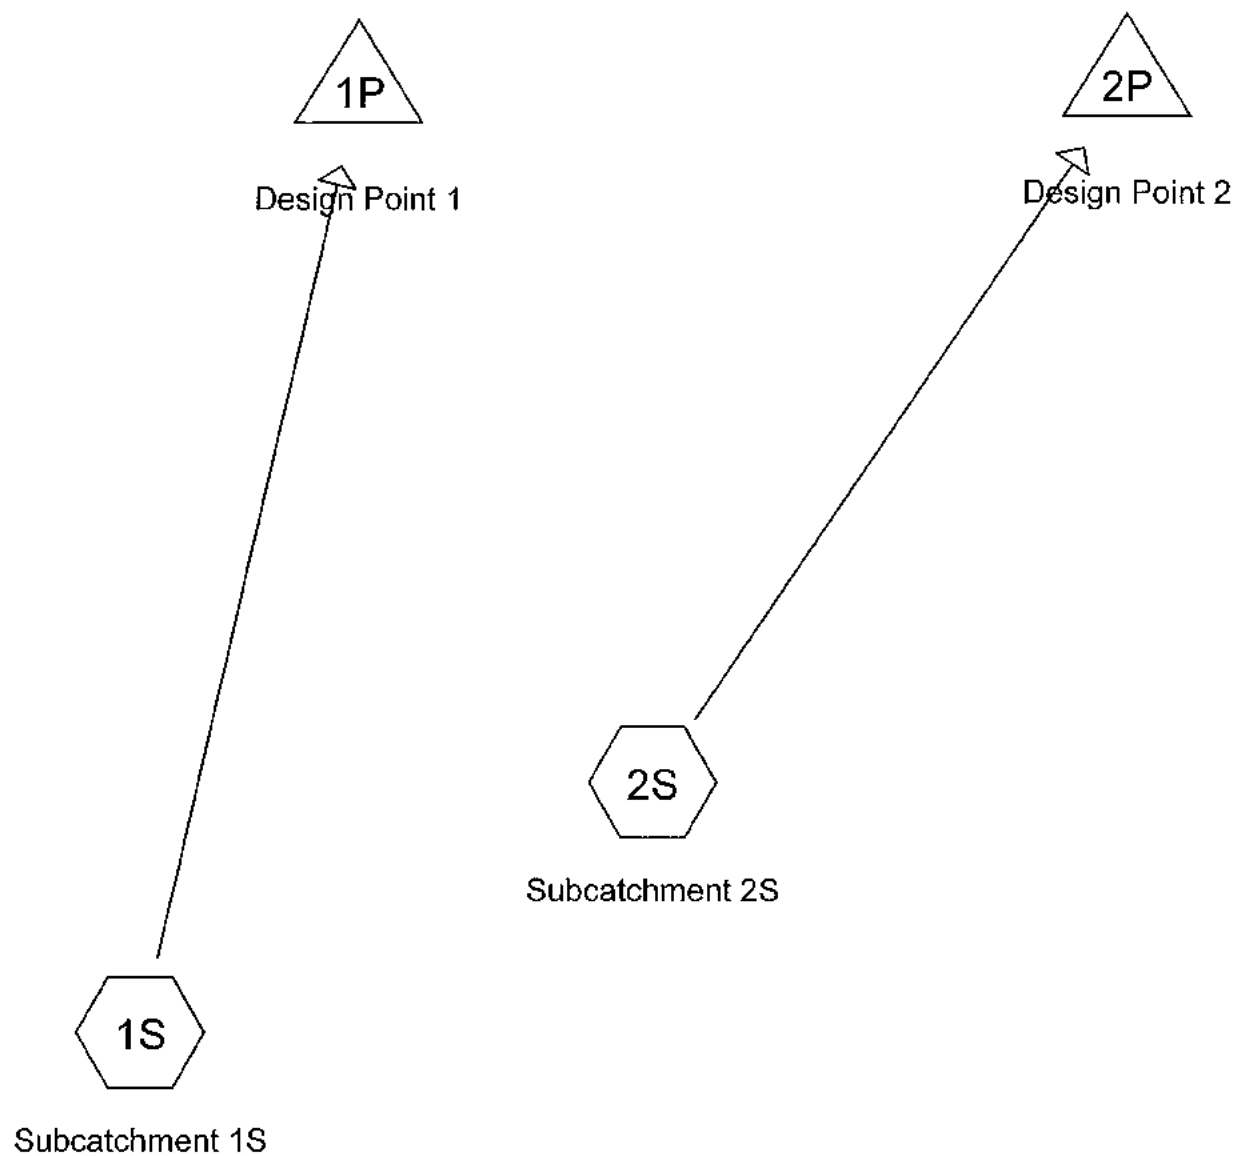 1P
Design Point 1
2P
Design Point 2
2S
Subcatchment 2S
1S
Subcatchment 1S